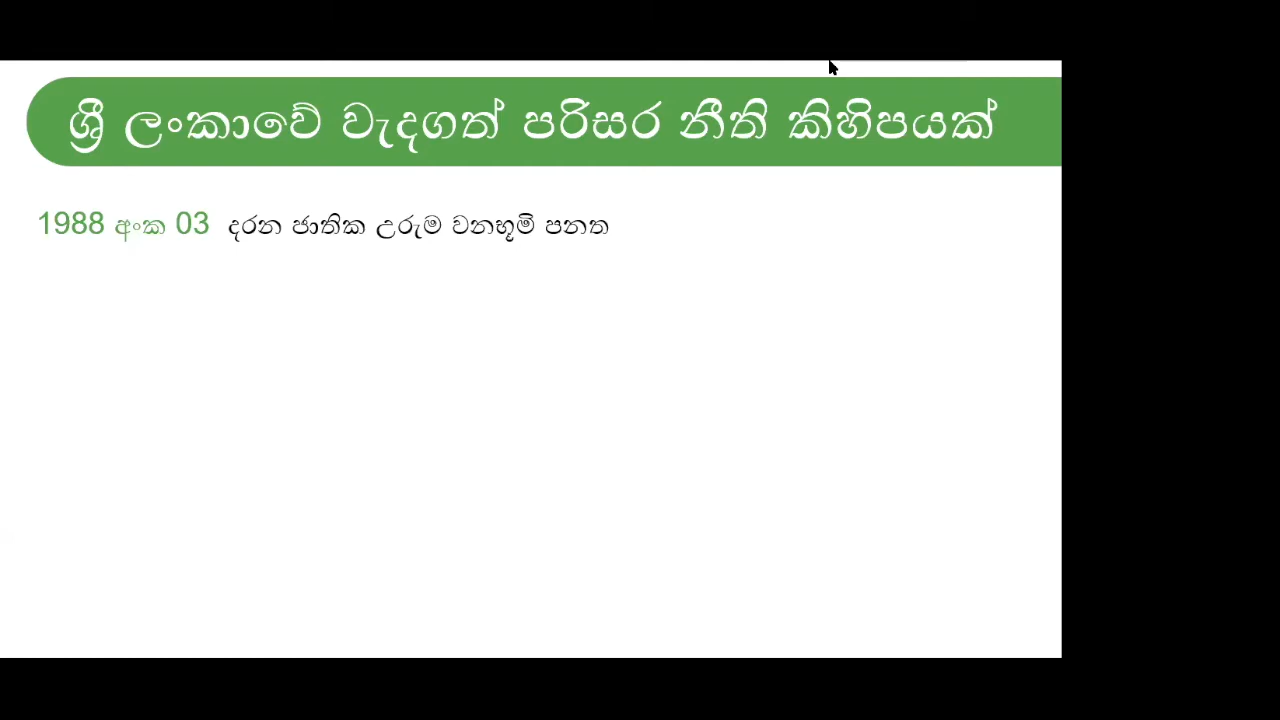 ශ්‍රී ලංකාවේ වැදගත් පරිසර නීති කිහිපයක්
1988 අංක 03 දරන ජාතික උරුම වනභූමි පනත